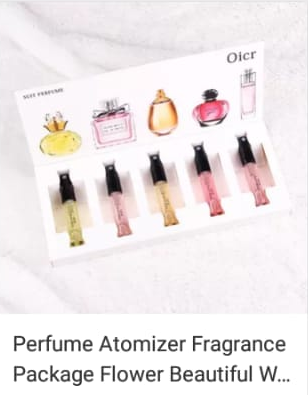 Oicr
SUIT PERFUME
Perfume Atomizer Fragrance
Package Flower Beautiful W...